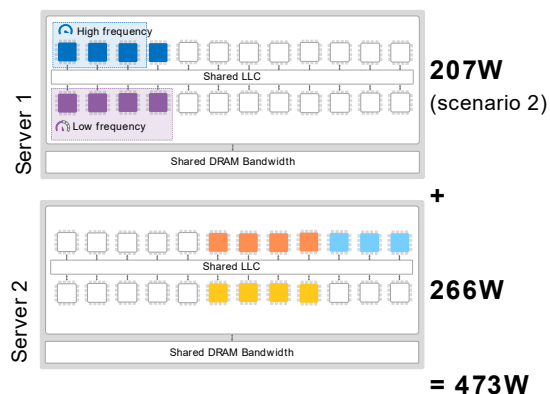 High frequency
Shared LLC
Low frequency
Shared DRAM Bandwidth
Server 1
207W
(scenario 2)
+
Shared LLC
Shared DRAM Bandwidth
Server 2
266W
= 473W